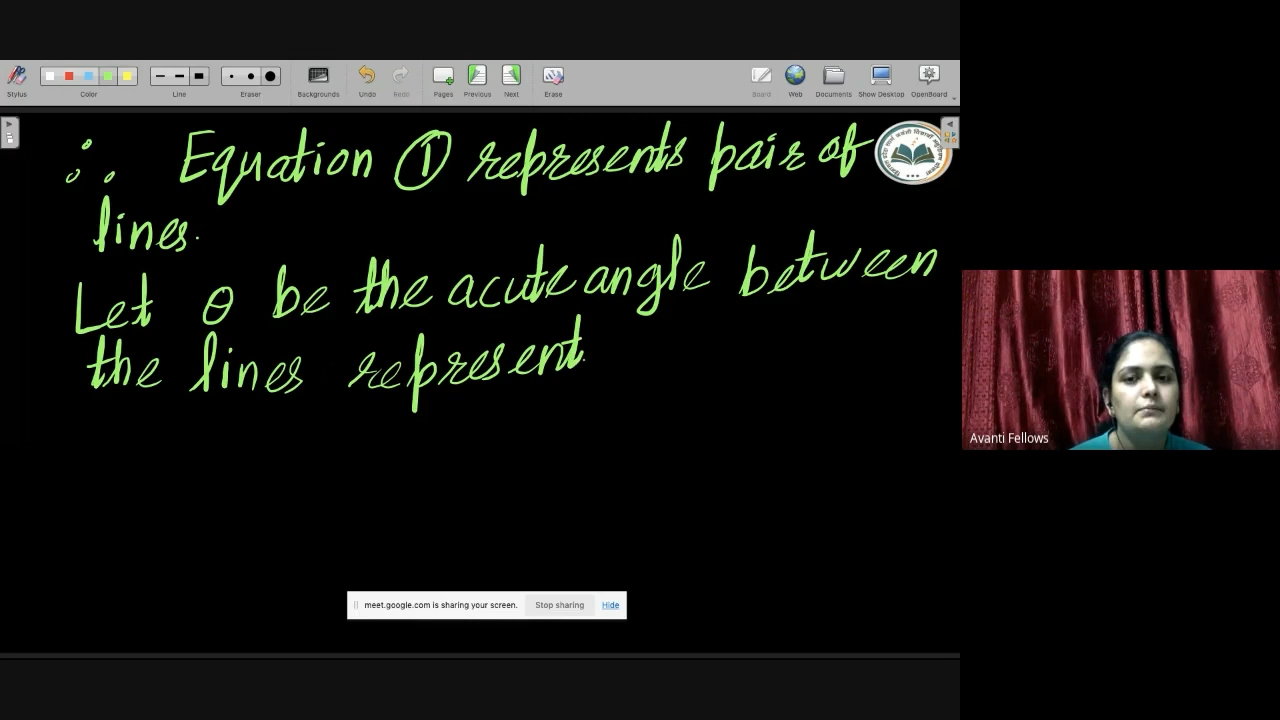 Stylus Color Line Eraser Backgrounds Undo Redo Pages Previous Next Erase Board Web Documents Show Desktop OpenBoard
∴ Equation ① represents pair of
lines.
Let θ be the acute angle between
the lines represent
Avanti Fellows
meet.google.com is sharing your screen. Stop sharing Hide